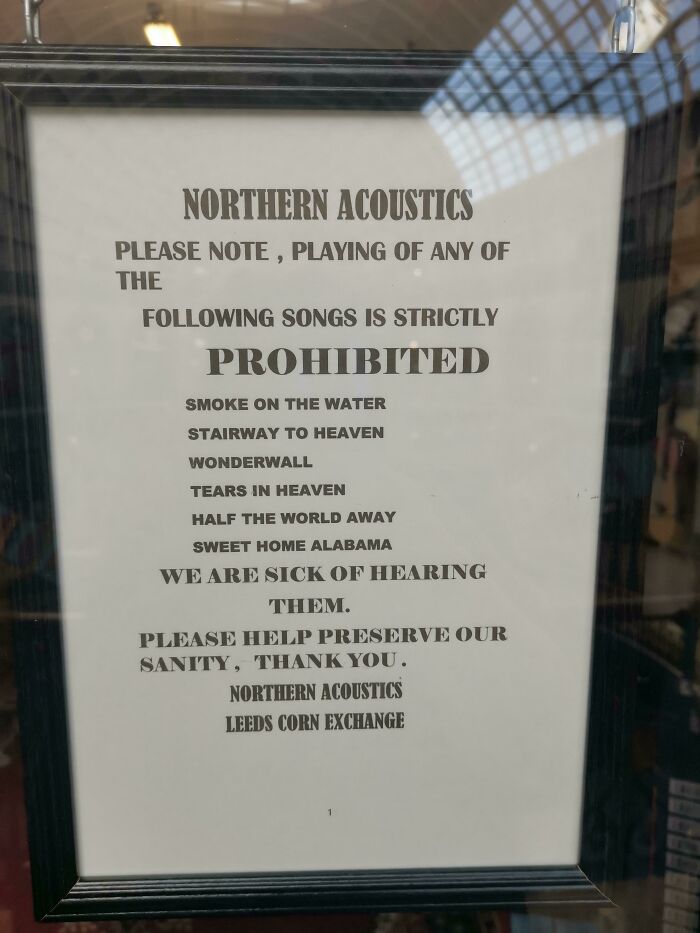 NORTHERN ACOUSTICS
PLEASE NOTE , PLAYING OF ANY OF
THE
FOLLOWING SONGS IS STRICTLY
PROHIBITED
SMOKE ON THE WATER
STAIRWAY TO HEAVEN
WONDERWALL
TEARS IN HEAVEN
HALF THE WORLD AWAY
SWEET HOME ALABAMA
WE ARE SICK OF HEARING
THEM.
PLEASE HELP PRESERVE OUR
SANITY, THANK YOU.
NORTHERN ACOUSTICS
LEEDS CORN EXCHANGE
1